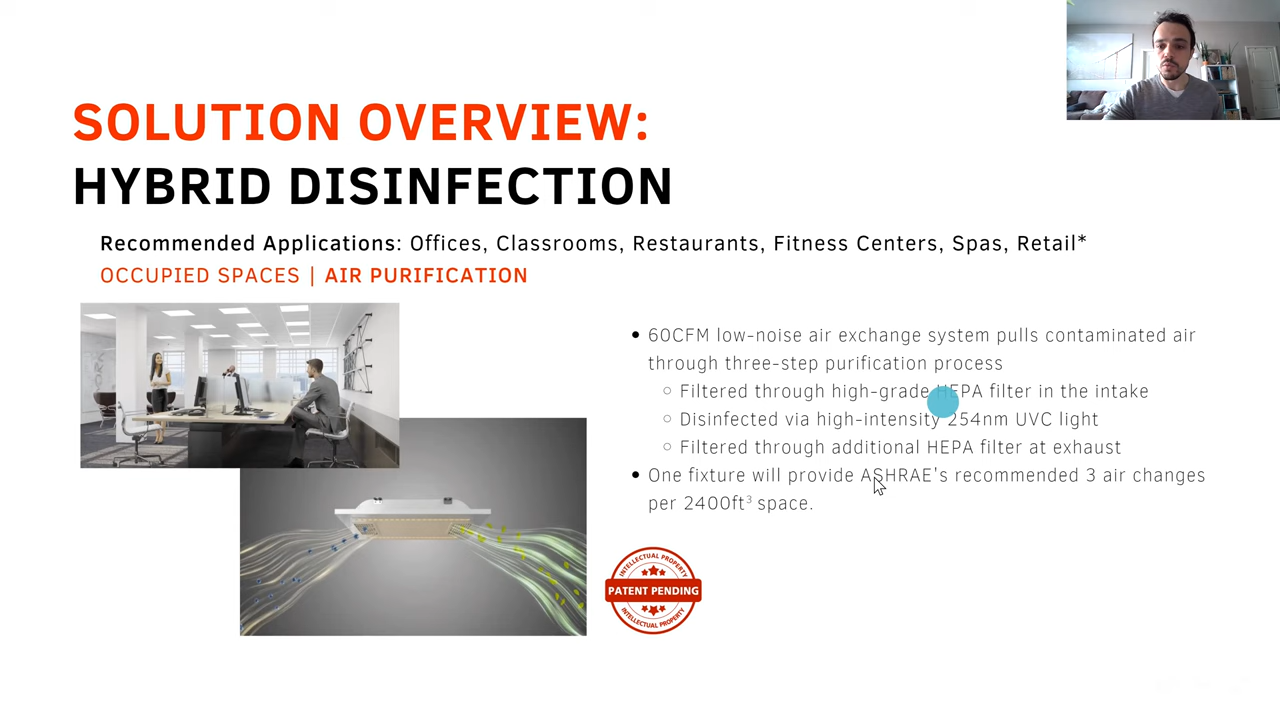 SOLUTION OVERVIEW:
HYBRID DISINFECTION
Recommended Applications: Offices, Classrooms, Restaurants, Fitness Centers, Spas, Retail*
OCCUPIED SPACES | AIR PURIFICATION
• 60CFM low-noise air exchange system pulls contaminated air
through three-step purification process
○ Filtered through high-grade HEPA filter in the intake
○ Disinfected via high-intensity 254nm UVC light
○ Filtered through additional HEPA filter at exhaust
• One fixture will provide ASHRAE's recommended 3 air changes
per 2400ft³ space.
INTELLECTUAL PROPERTY
PATENT PENDING
INTELLECTUAL PROPERTY